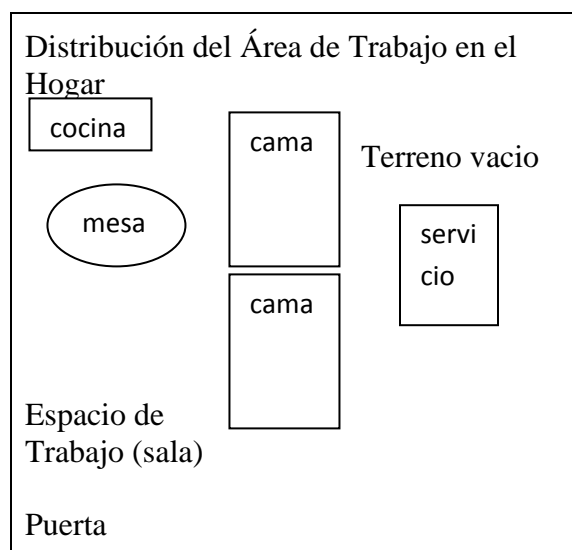 Distribución del Área de Trabajo en el
Hogar
cocina
cama
Terreno vacio
mesa
servi
cio
cama
Espacio de
Trabajo (sala)
Puerta